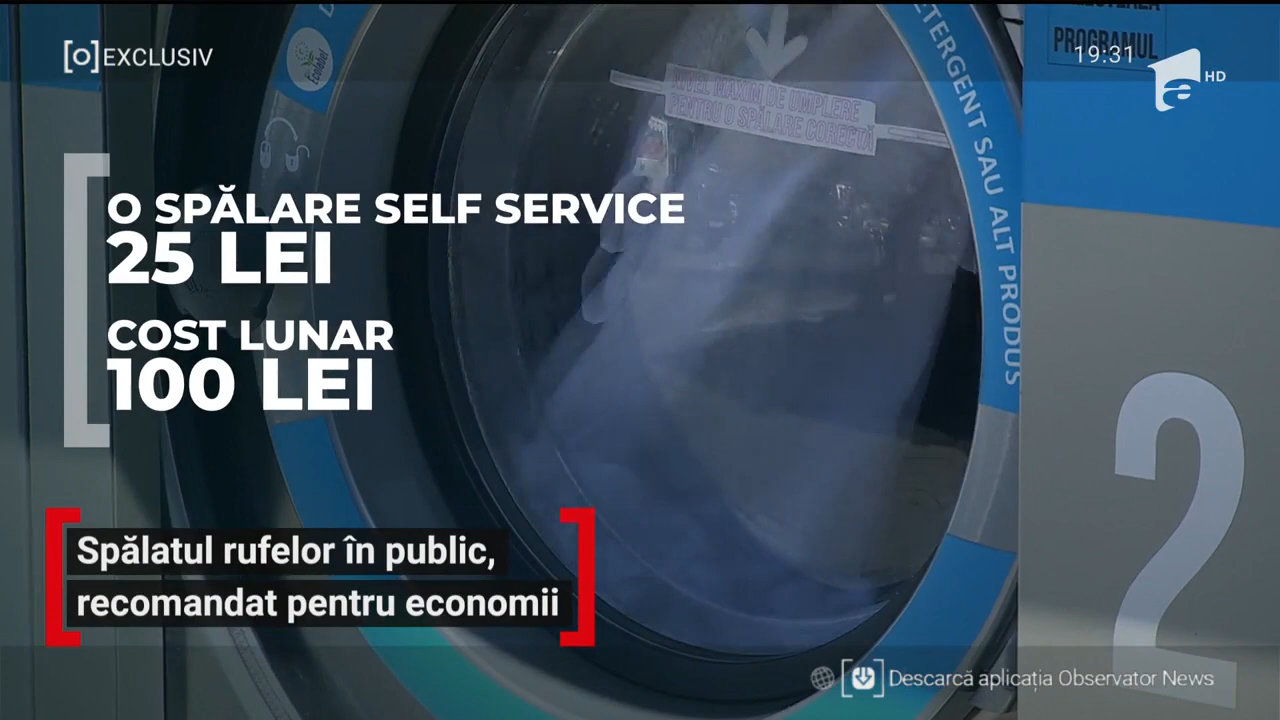 [o] EXCLUSIV
19:31
HD
PROGRAMUL
Ecolabel
NIVEL MAXIM DE UMPLERE
PENTRU O SPĂLARE CORECTĂ
DETERGENT SAU ALT PRODUS
O SPĂLARE SELF SERVICE
25 LEI
COST LUNAR
100 LEI
2
Spălatul rufelor în public,
recomandat pentru economii
Descarcă aplicația Observator News